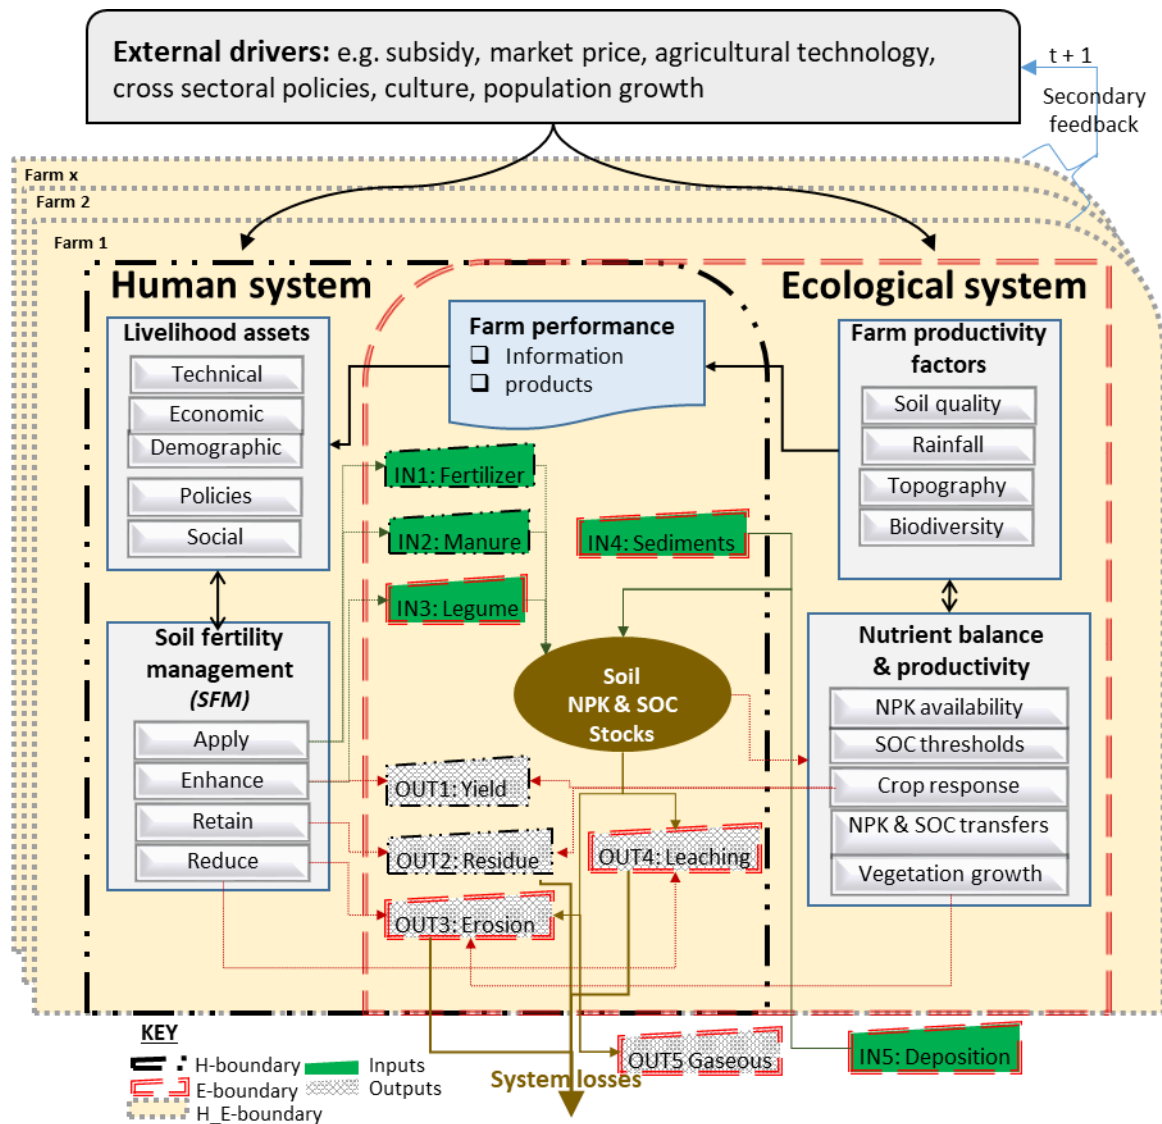 External drivers: e.g. subsidy, market price, agricultural technology,
cross sectoral policies, culture, population growth
t + 1
Secondary
feedback
Farm x
Farm 2
Farm 1
Human system
Ecological system
Livelihood assets
Technical
Economic
Demographic
Policies
Social
Farm performance
❑ Information
❑ products
Farm productivity
factors
Soil quality
Rainfall
Topography
Biodiversity
IN1: Fertilizer
IN2: Manure
IN3: Legume
IN4: Sediments
Soil fertility
management
(SFM)
Apply
Enhance
Retain
Reduce
Soil
NPK & SOC
Stocks
Nutrient balance
& productivity
NPK availability
SOC thresholds
Crop response
NPK & SOC transfers
Vegetation growth
OUT1: Yield
OUT2: Residue
OUT3: Erosion
OUT4: Leaching
OUT5 Gaseous
IN5: Deposition
System losses
KEY
H-boundary
Inputs
E-boundary
Outputs
H_E-boundary